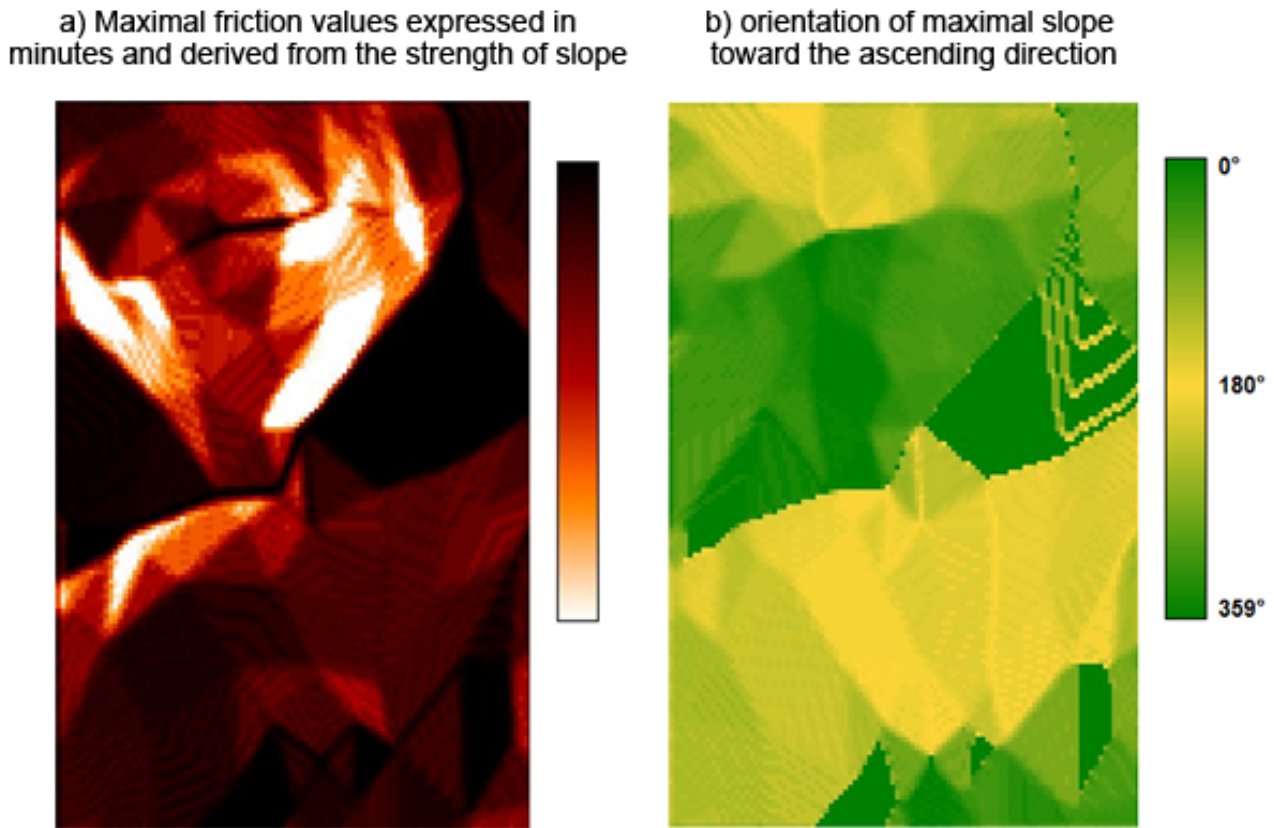 a) Maximal friction values expressed in
minutes and derived from the strength of slope
b) orientation of maximal slope
toward the ascending direction
0°
180°
359°